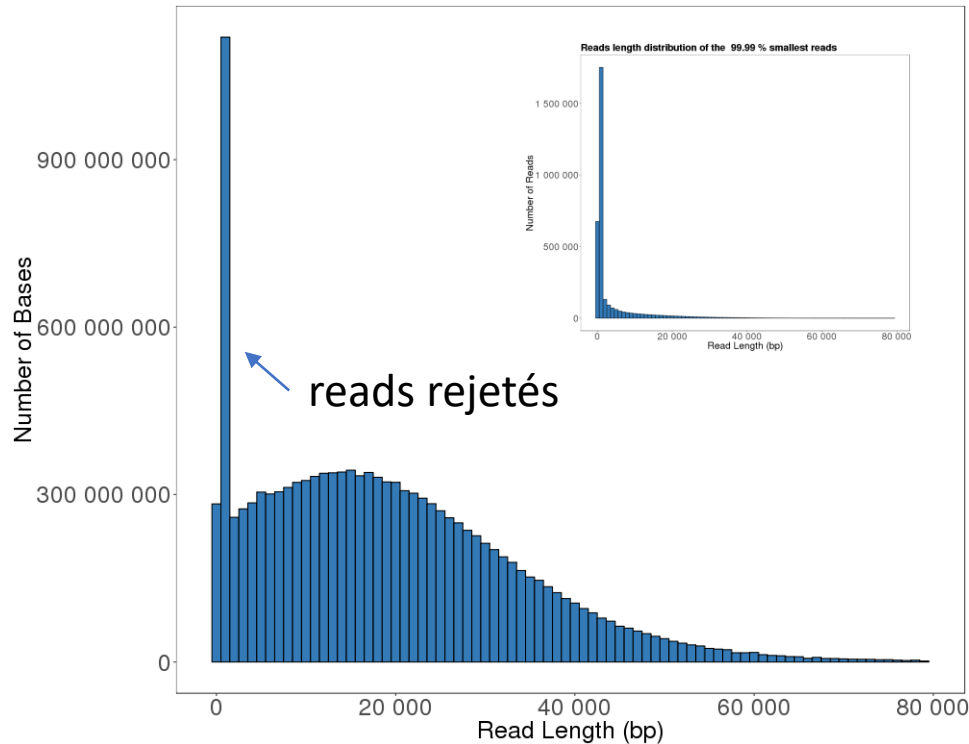 Reads length distribution of the 99.99 % smallest reads
1 500 000
1 000 000
500 000
0
Number of Reads
0
20 000
40 000
60 000
80 000
Read Length (bp)
900 000 000
600 000 000
300 000 000
0
Number of Bases
reads rejetés
0
20 000
40 000
60 000
80 000
Read Length (bp)